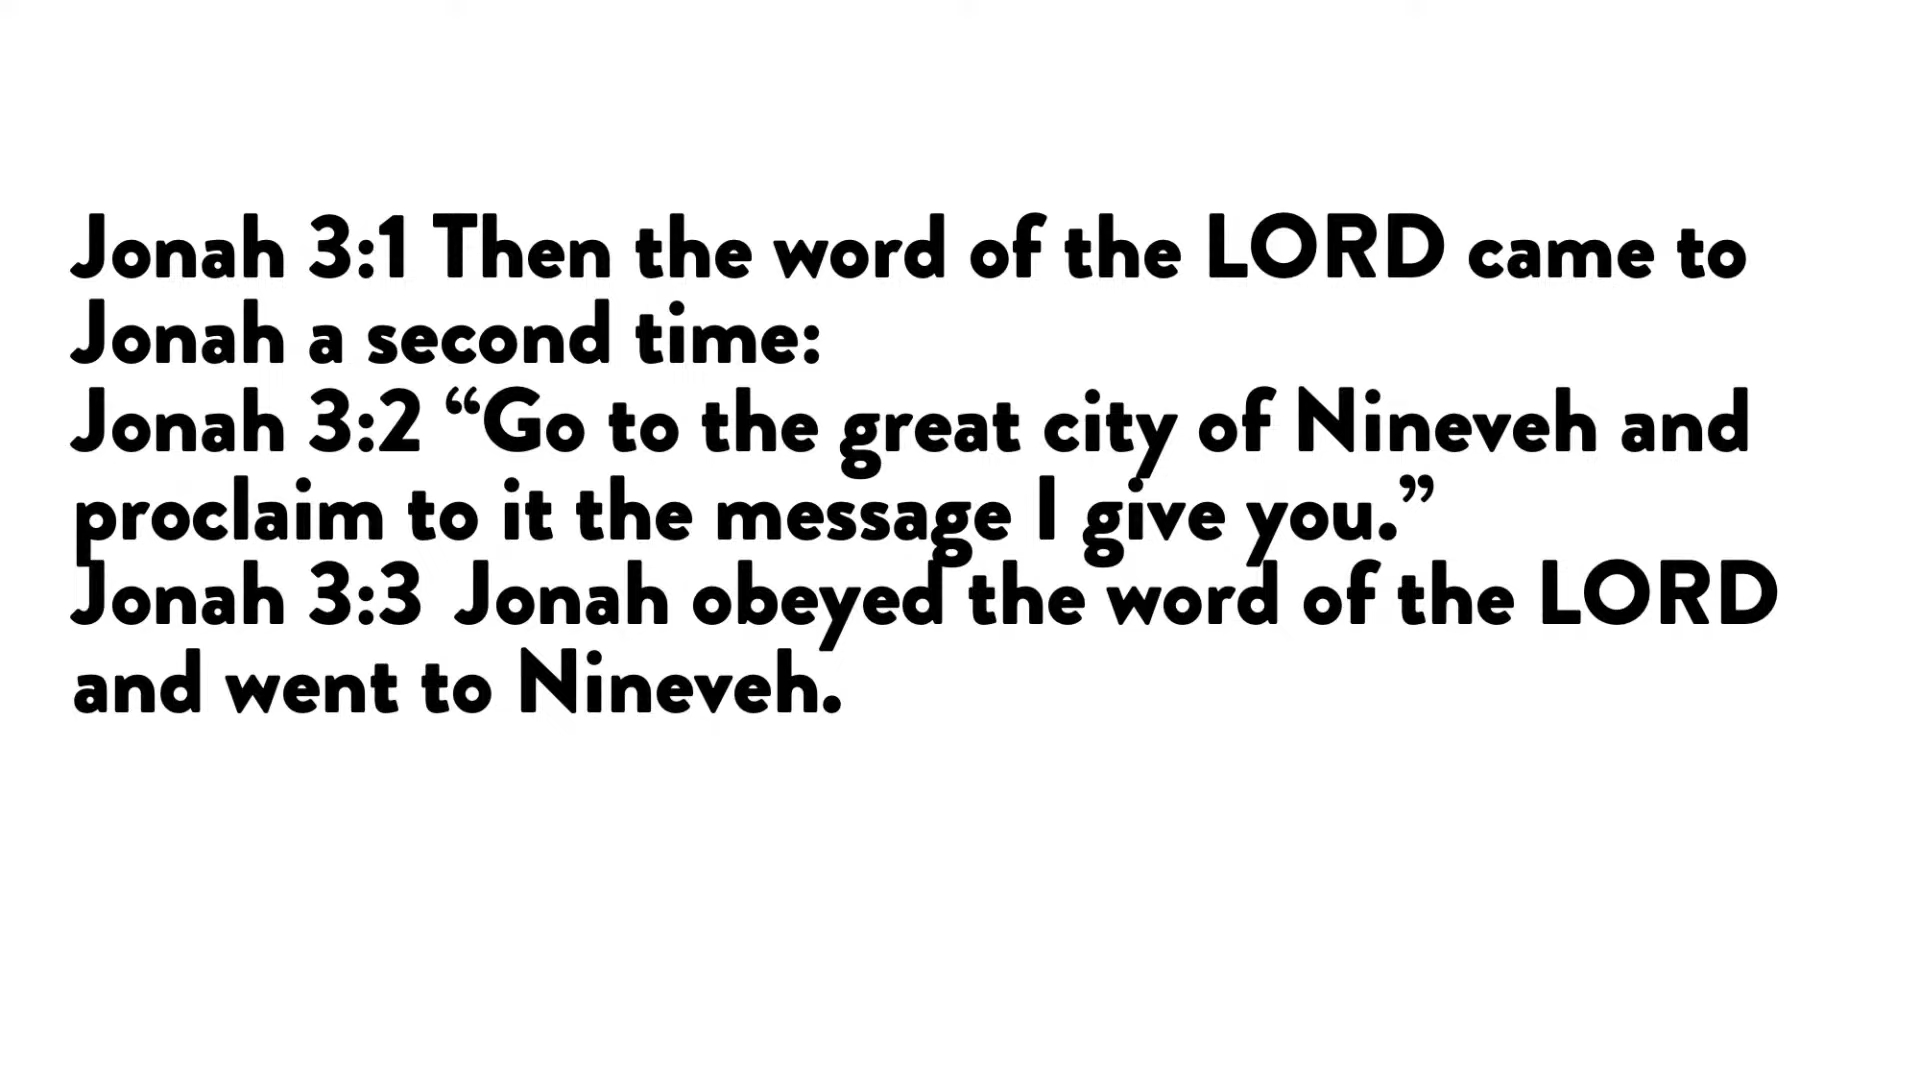 Jonah 3:1 Then the word of the LORD came to
Jonah a second time:
Jonah 3:2 “Go to the great city of Nineveh and
proclaim to it the message I give you.”
Jonah 3:3 Jonah obeyed the word of the LORD
and went to Nineveh.